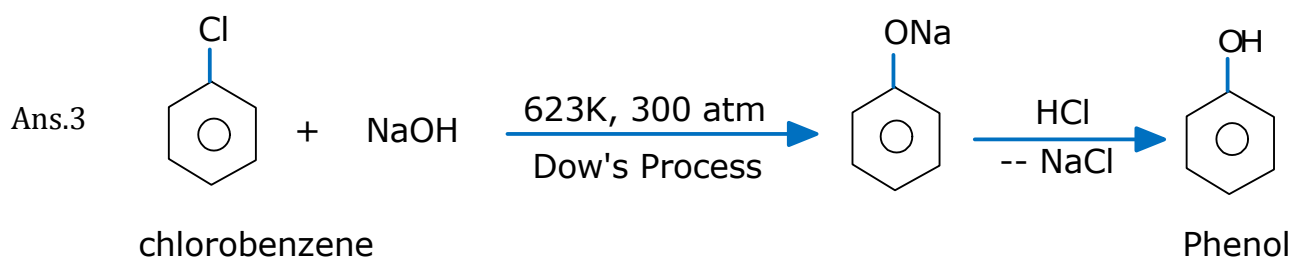 Cl
ONa
OH
Ans.3
+ NaOH
623K, 300 atm
Dow's Process
HCl
-- NaCl
chlorobenzene
Phenol